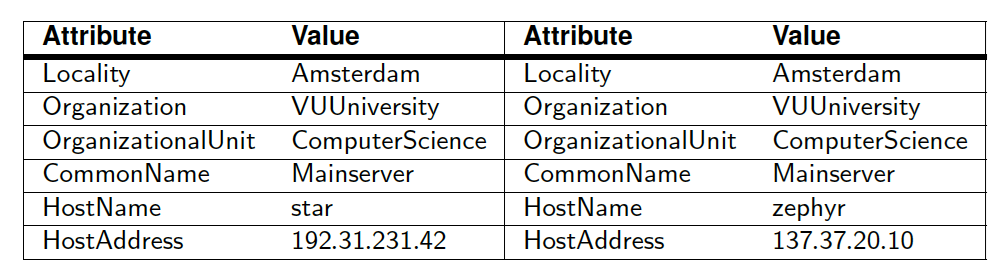 Attribute Value Attribute Value
Locality Amsterdam Locality Amsterdam
Organization VUUniversity Organization VUUniversity
OrganizationalUnit ComputerScience OrganizationalUnit ComputerScience
CommonName Mainserver CommonName Mainserver
HostName star HostName zephyr
HostAddress 192.31.231.42 HostAddress 137.37.20.10